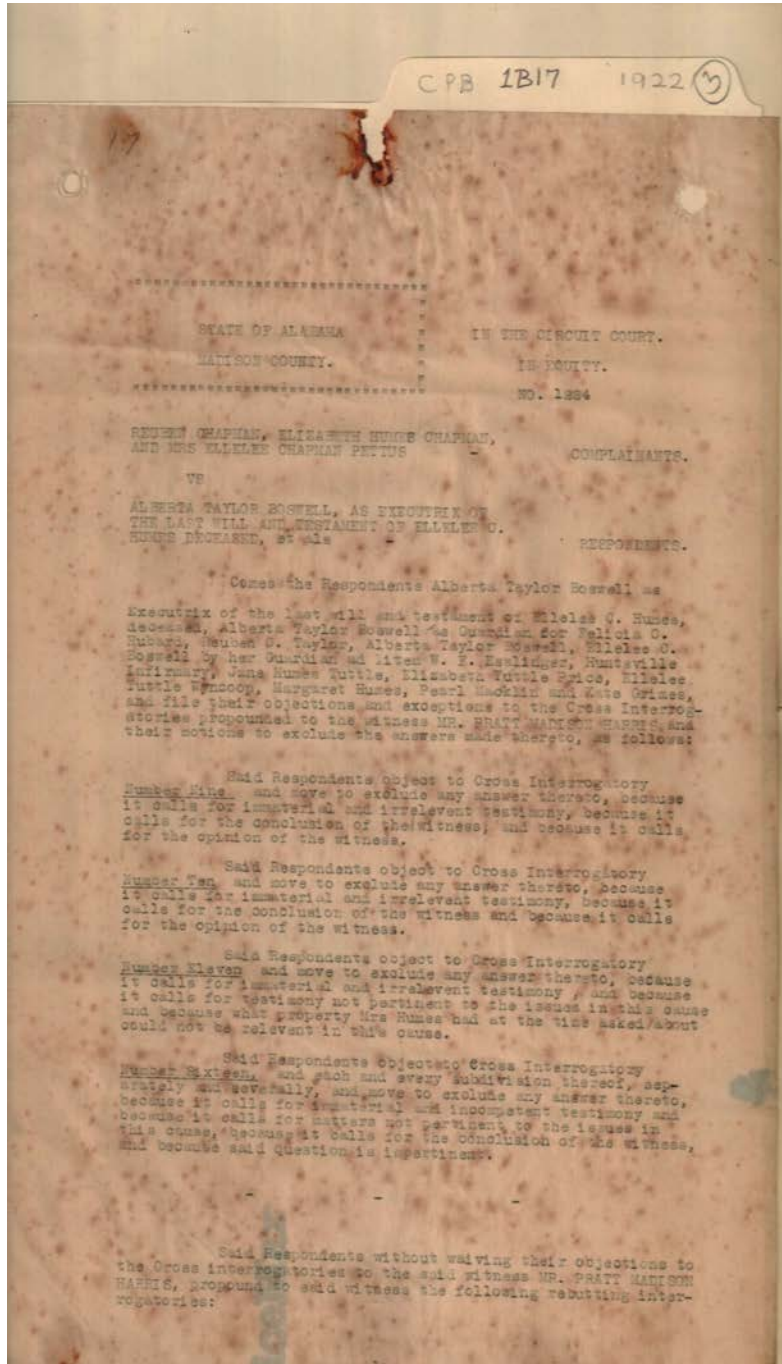 CPB 1B17 1922 3
17
STATE OF ALABAMA
MADISON COUNTY.
IN THE CIRCUIT COURT.
IN EQUITY.
NO. 1284
REUBEN CHAPMAN, ELIZABETH HUMES CHAPMAN,
AND MRS ELLELEE CHAPMAN PETTUS - COMPLAINANTS.
VS
ALBERTA TAYLOR BOSWELL, AS EXECUTRIX OF
THE LAST WILL AND TESTAMENT OF ELLELEE C.
HUMES DECEASED, et als - RESPONDENTS.
Comes the Respondents Alberta Taylor Boswell as
Executrix of the last will and testament of Ellelee C. Humes,
deceased, Alberta Taylor Boswell as Guardian for Felicia C.
Hubard, Reuben C. Taylor, Alberta Taylor Boswell, Ellelee C.
Boswell by her Guardian ad litem W. F. Esslinger, Huntsville
Infirmary, Jane Humes Tuttle, Elizabeth Tuttle Price, Ellelee
Tuttle Wyncoop, Margaret Humes, Pearl Macklin and Kate Grimes,
and file their objections and exceptions to the Cross Interrog-
atories propounded to the witness MR. PRATT MADISON HARRIS and
their motions to exclude the answers made thereto, as follows:
Said Respondents object to Cross Interrogatory
Number Nine and move to exclude any answer thereto, because
it calls for immaterial and irrelevent testimony, because it
calls for the conclusion of the witness, and because it calls
for the opinion of the witness.
Said Respondents object to Cross Interrogatory
Number Ten and move to exclude any answer thereto, because
it calls for immaterial and irrelevent testimony, because it
calls for the conclusion of the witness and because it calls
for the opinion of the witness.
Said Respondents object to Cross Interrogatory
Number Eleven and move to exclude any answer thereto, because
it calls for immaterial and irrelevent testimony , and because
it calls for testimony not pertinent to the issues in this cause
and because what property Mrs Humes had at the time asked/about
could not be relevent in this cause.
Said Respondents objectsto Cross Interrogatory
Number Sixteen, and each and every subdivision thereof, sep-
arately and severally, and move to exclude any answer thereto,
because it calls for immaterial and incompetent testimony and
because it calls for matters not pertinent to the issues in
this cause, because it calls for the conclusion of the witness,
and because said question is impertinent.
- - -
Said Respondents without waiving their objections to
the Cross interrogatories to the said witness MR. PRATT MADISON
HARRIS, propound to said witness the following rebutting inter-
rogatories: